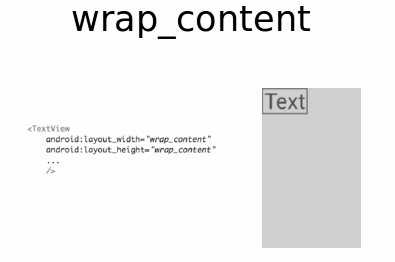 wrap_content
<TextView
android:layout_width="wrap_content"
android:layout_height="wrap_content"
...
/>
Text